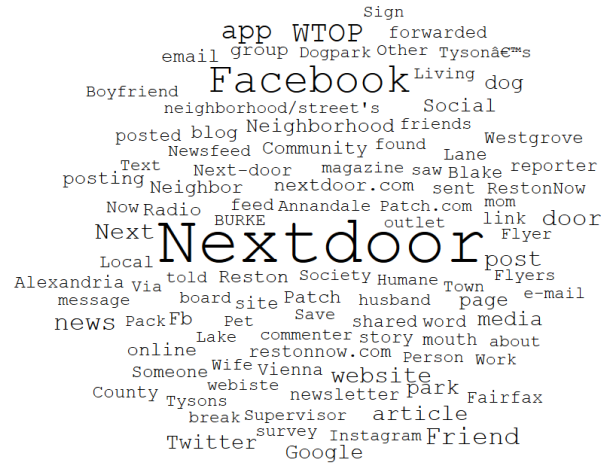 Sign
app WTOP forwarded
email group Dogpark Other Tysonâ€™s
Facebook Living dog
Boyfriend
neighborhood/street's Social
posted blog Neighborhood friends
Newsfeed Community found Westgrove
Text Next-door magazine saw Lane Blake reporter
posting Neighbor nextdoor.com sent RestonNow
Now Radio feed Annandale Patch.com mom
BURKE outlet link door
Next Nextdoor Flyer
Local post
Alexandria Via told Reston Society Humane Town Flyers
message board site Patch husband page e-mail
news Pack Fb Pet Save shared word media
Lake commenter story mouth about
online restonnow.com Person Work
Someone Wife Vienna website
County webiste newsletter park
Tysons Fairfax
break Supervisor article
Twitter survey Instagram Friend
Google